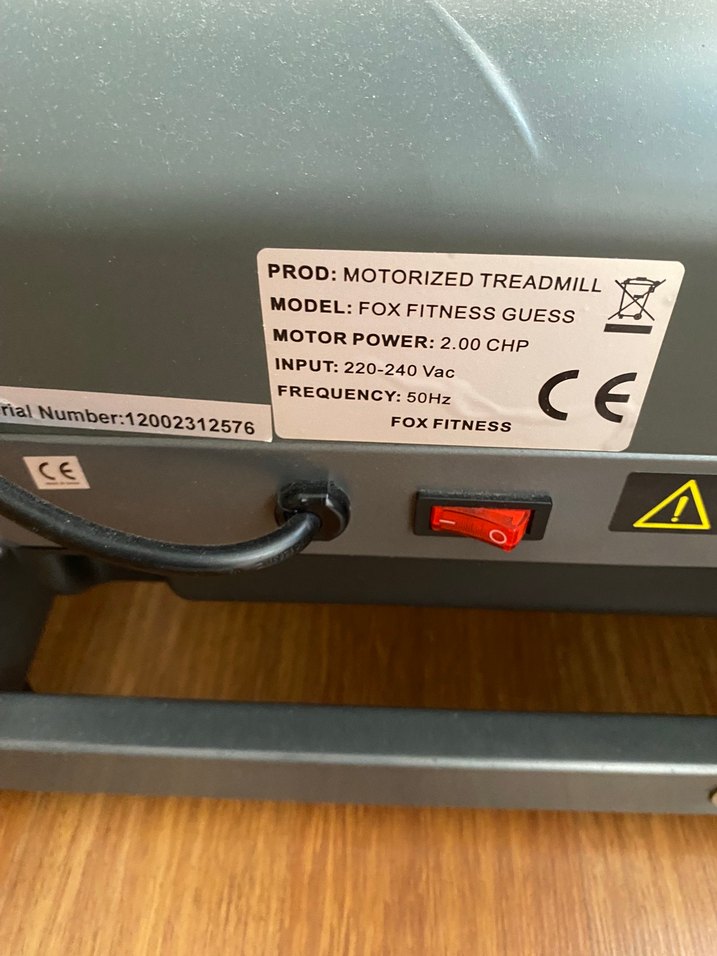 PROD: MOTORIZED TREADMILL
MODEL: FOX FITNESS GUESS
MOTOR POWER: 2.00 CHP
INPUT: 220-240 Vac
FREQUENCY: 50Hz
CE
FOX FITNESS
rial Number:12002312576
CE
I O